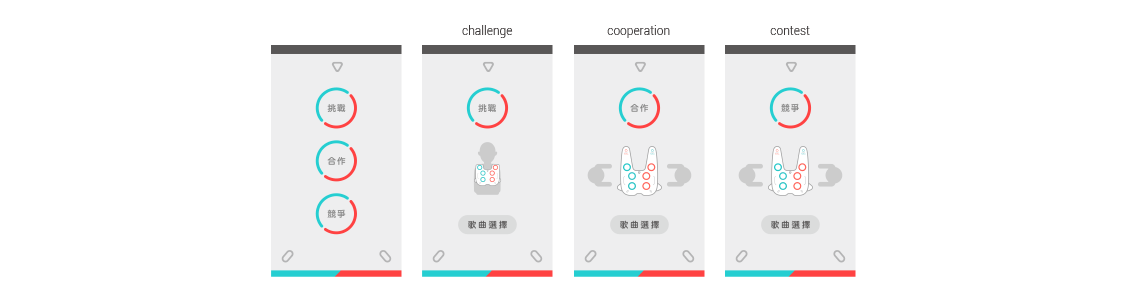 challenge
cooperation
contest
挑戰
合作
競爭
挑戰
歌曲選擇
合作
歌曲選擇
競爭
歌曲選擇